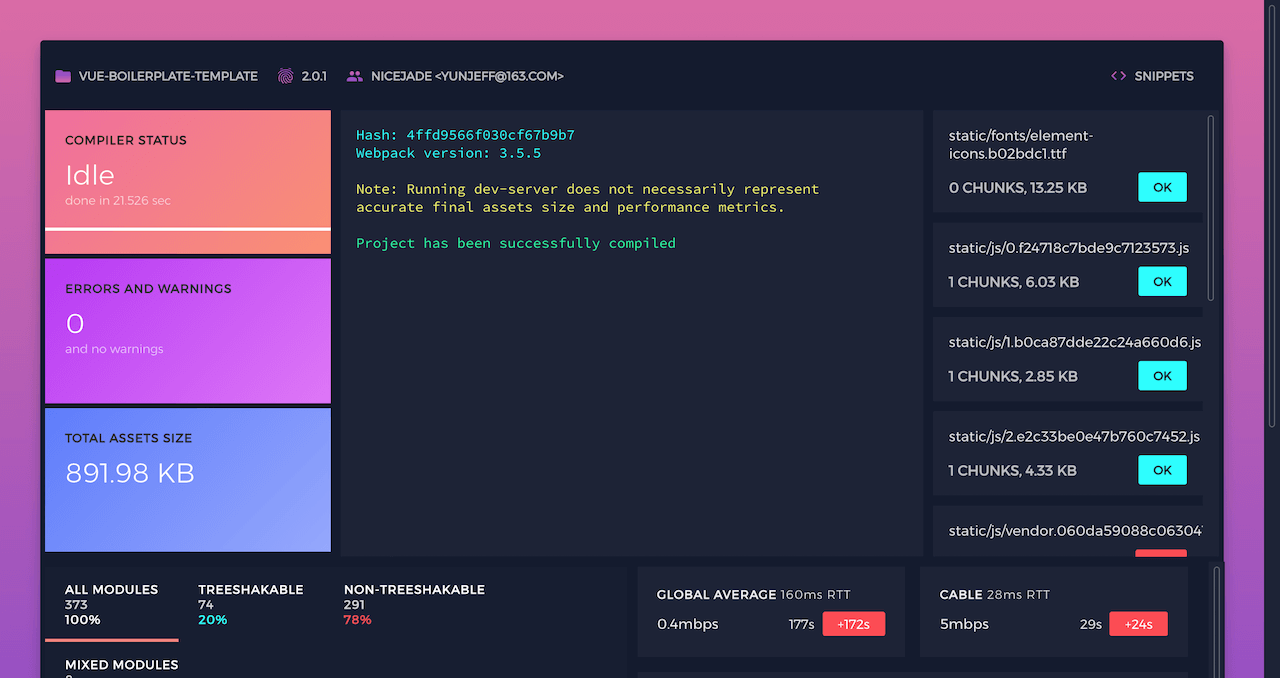 VUE-BOILERPLATE-TEMPLATE 2.0.1 NICEJADE <YUNJEFF@163.COM> SNIPPETS
COMPILER STATUS
Idle
done in 21.526 sec
ERRORS AND WARNINGS
0
and no warnings
TOTAL ASSETS SIZE
891.98 KB
Hash: 4ffd9566f030cf67b9b7
Webpack version: 3.5.5
Note: Running dev-server does not necessarily represent
accurate final assets size and performance metrics.
Project has been successfully compiled
static/fonts/element-
icons.b02bdc1.ttf
0 CHUNKS, 13.25 KB OK
static/js/0.f24718c7bde9c7123573.js
1 CHUNKS, 6.03 KB OK
static/js/1.b0ca87dde22c24a660d6.js
1 CHUNKS, 2.85 KB OK
static/js/2.e2c33be0e47b760c7452.js
1 CHUNKS, 4.33 KB OK
static/js/vendor.060da59088c06304
ALL MODULES
373
100%
TREESHAKABLE
74
20%
NON-TREESHAKABLE
291
78%
MIXED MODULES
GLOBAL AVERAGE 160ms RTT
0.4mbps 177s +172s
CABLE 28ms RTT
5mbps 29s +24s